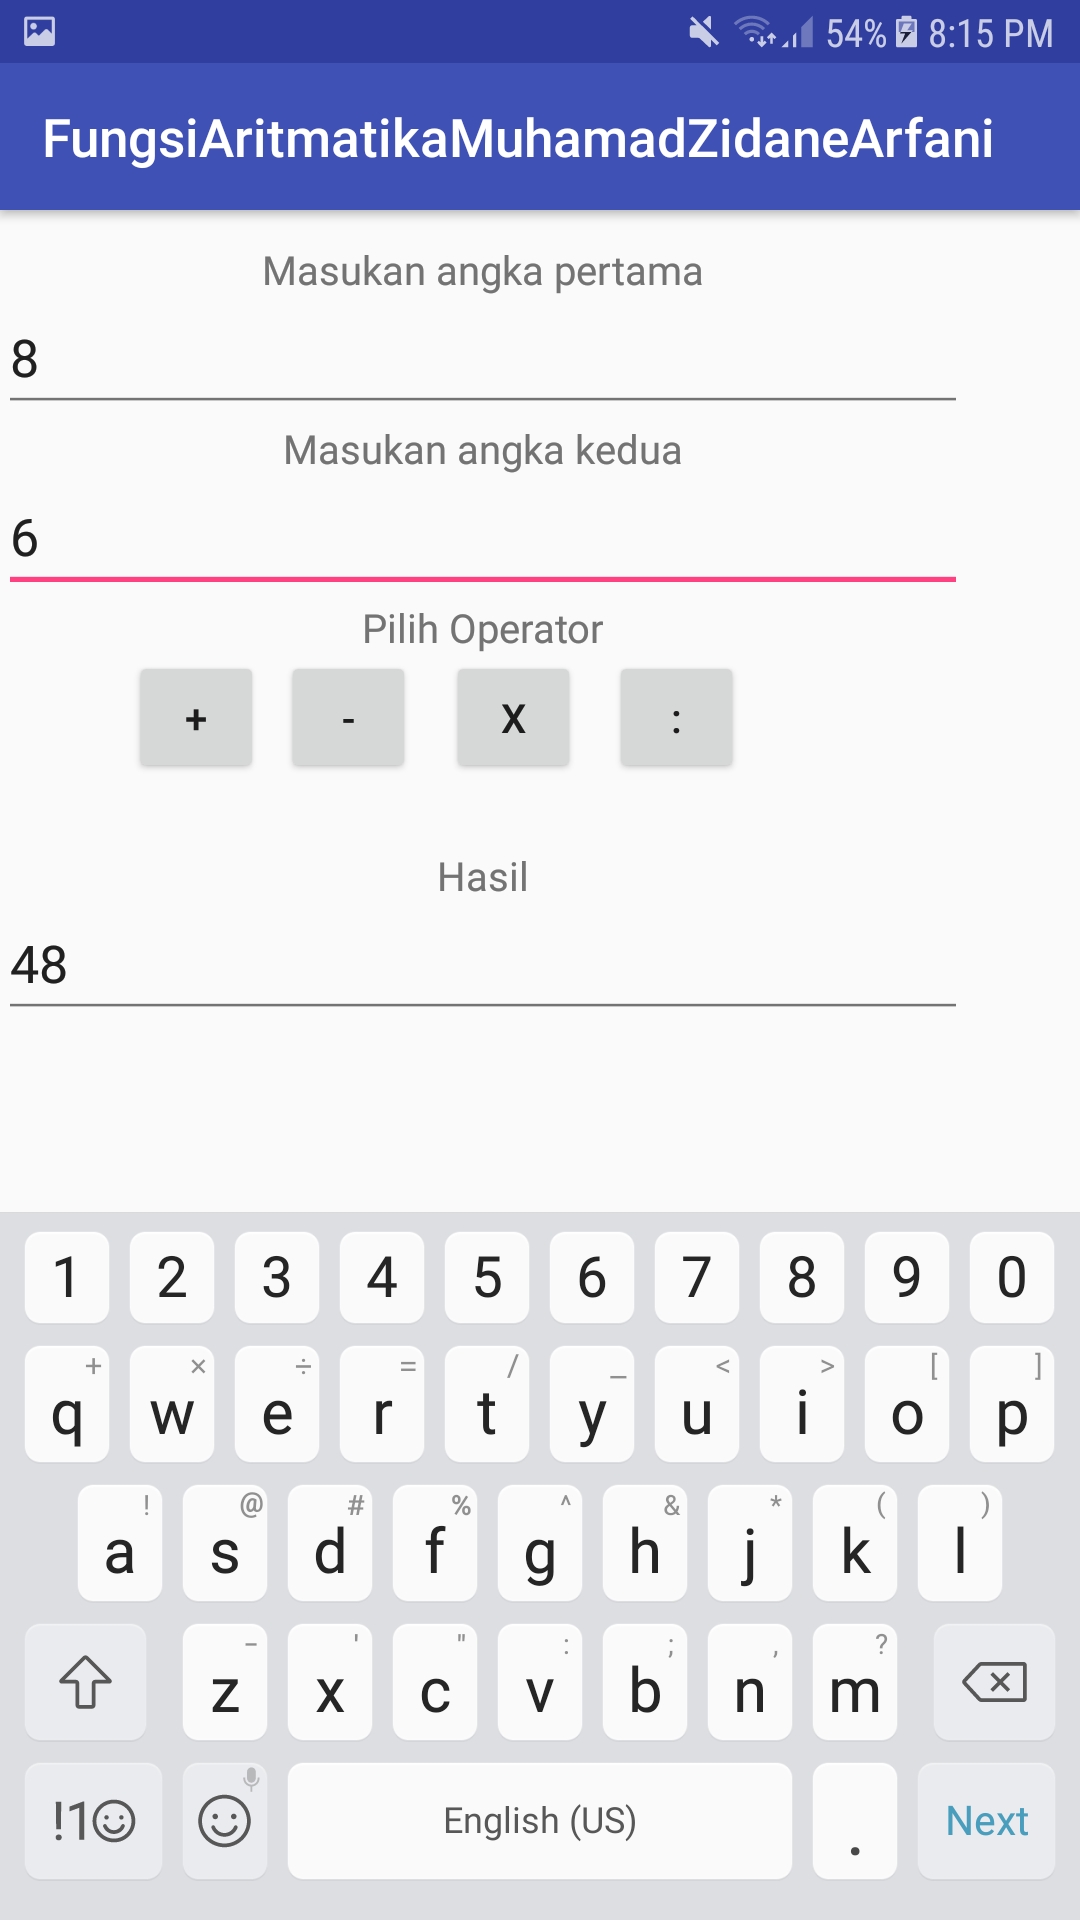 54% 8:15 PM
FungsiAritmatikaMuhamadZidaneArfani
Masukan angka pertama
8
Masukan angka kedua
6
Pilih Operator
+ - X :
Hasil
48
1 2 3 4 5 6 7 8 9 0
+ × ÷ = / _ < > [ ]
q w e r t y u i o p
! @ # % ^ & * ( )
a s d f g h j k l
- ' " : ; , ?
z x c v b n m
!1☺ English (US) . Next